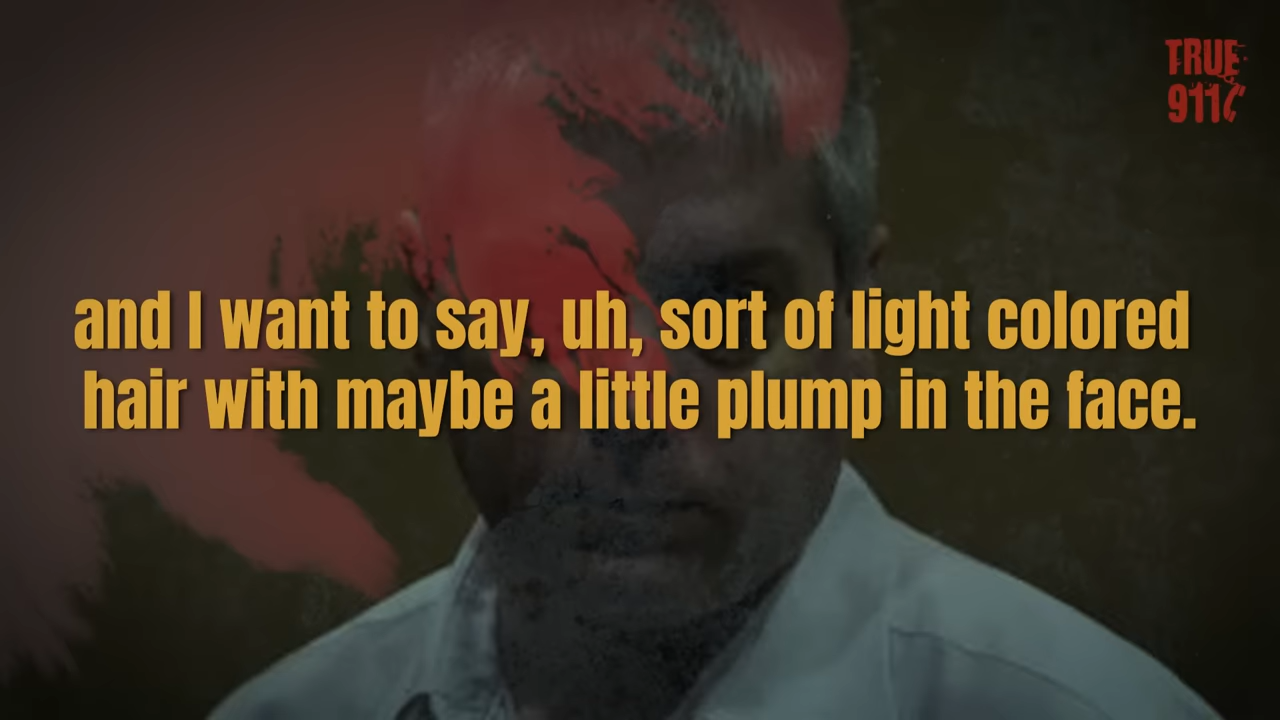 TRUE
911
and I want to say, uh, sort of light colored
hair with maybe a little plump in the face.